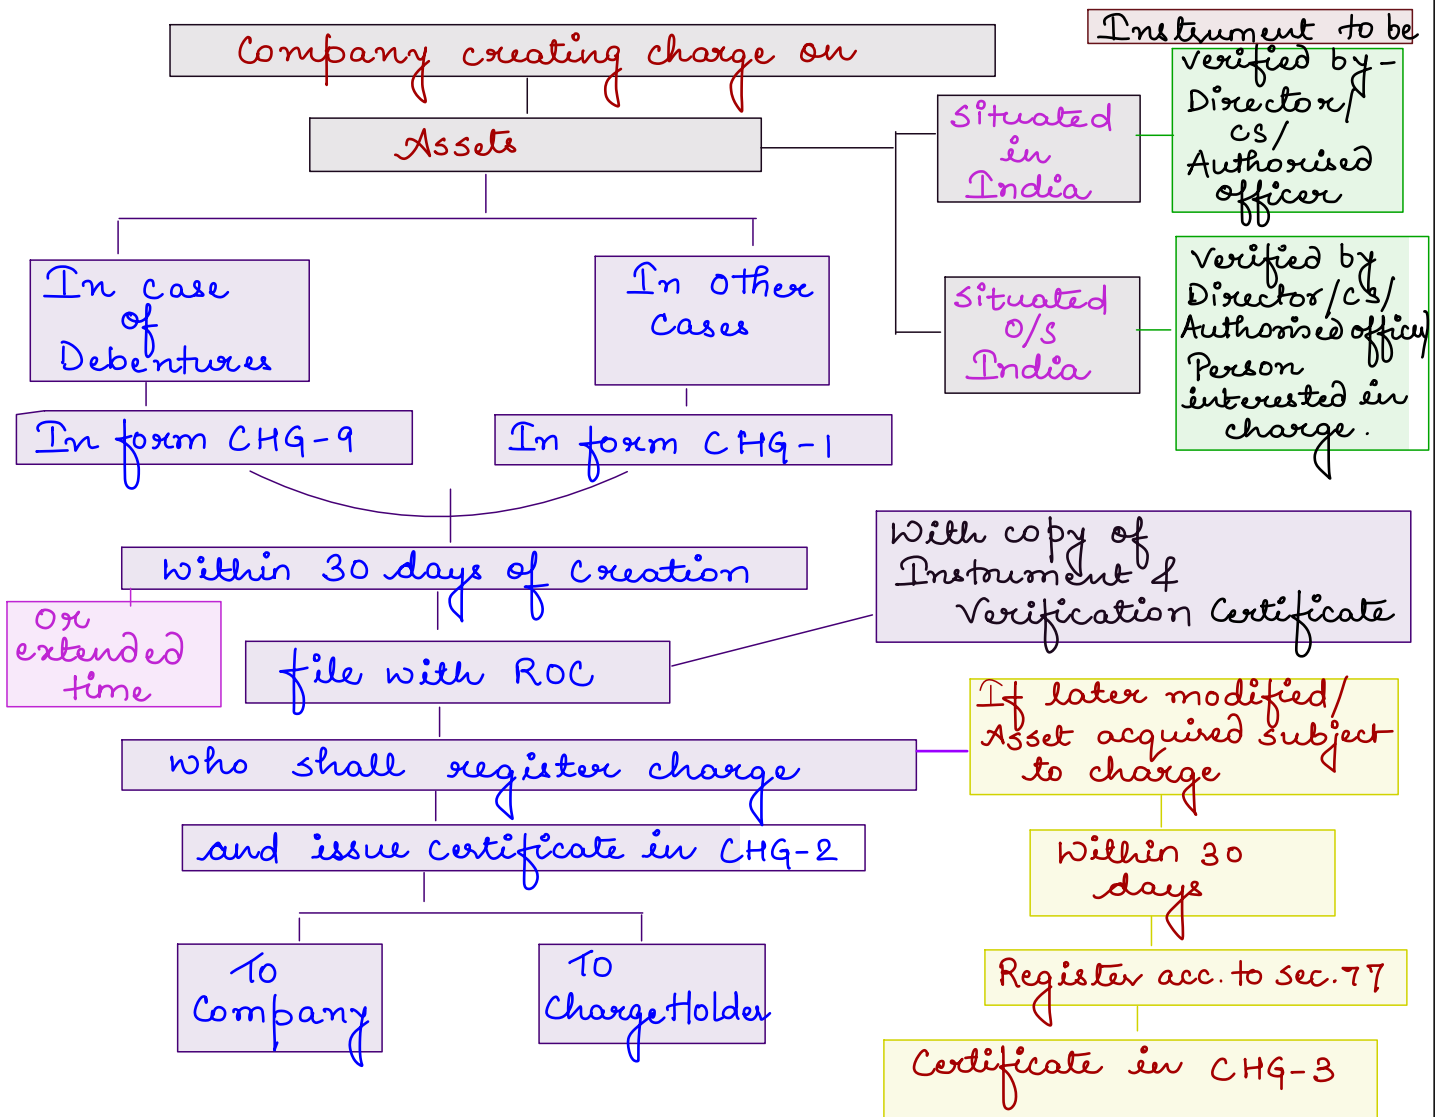 Company creating charge on
Assets
Instrument to be
verified by -
Director/
CS/
Authorised
officer
Situated
in
India
Verified by
Director/CS/
Authorised officer/
Person
interested in
charge.
Situated
O/S
India
In case
of
Debentures
In other
cases
In form CHG-9
In form CHG-1
Within 30 days of creation
Or
extended
time
With copy of
Instrument &
Verification Certificate
file with ROC
who shall register charge
If later modified/
Asset acquired subject
to charge
and issue certificate in CHG-2
Within 30
days
To
Company
To
Charge Holder
Register acc. to sec. 77
Certificate in CHG-3